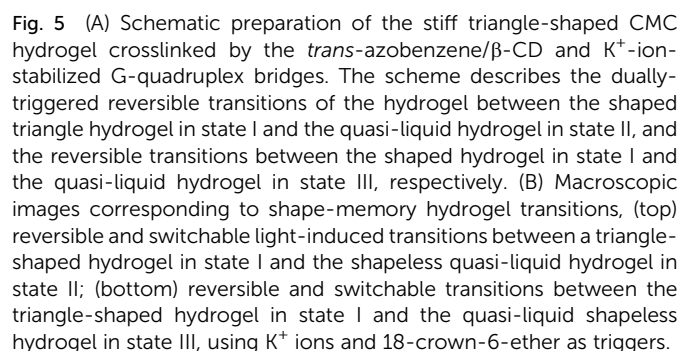 Fig. 5 (A) Schematic preparation of the stiff triangle-shaped CMC
hydrogel crosslinked by the trans-azobenzene/β-CD and K⁺-ion-
stabilized G-quadruplex bridges. The scheme describes the dually-
triggered reversible transitions of the hydrogel between the shaped
triangle hydrogel in state I and the quasi-liquid hydrogel in state II, and
the reversible transitions between the shaped hydrogel in state I and
the quasi-liquid hydrogel in state III, respectively. (B) Macroscopic
images corresponding to shape-memory hydrogel transitions, (top)
reversible and switchable light-induced transitions between a triangle-
shaped hydrogel in state I and the shapeless quasi-liquid hydrogel in
state II; (bottom) reversible and switchable transitions between the
triangle-shaped hydrogel in state I and the quasi-liquid shapeless
hydrogel in state III, using K⁺ ions and 18-crown-6-ether as triggers.